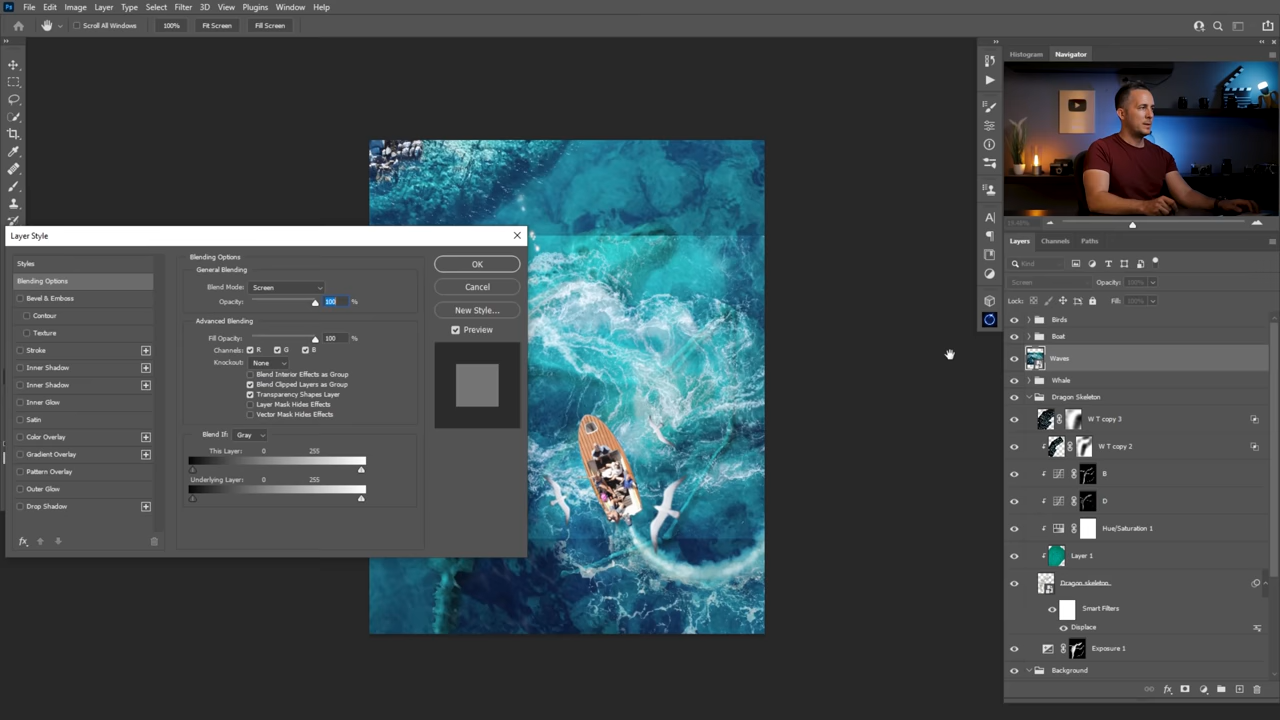 Ps File Edit Image Layer Type Select Filter 3D View Plugins Window Help
Scroll All Windows 100% Fit Screen Fill Screen
Histogram Navigator
Layer Style
Styles
Blending Options
Bevel & Emboss
Contour
Texture
Stroke
Inner Shadow
Inner Shadow
Inner Glow
Satin
Color Overlay
Gradient Overlay
Pattern Overlay
Outer Glow
Drop Shadow
fx
Blending Options
General Blending
Blend Mode: Screen
Opacity: 100 %
Advanced Blending
Fill Opacity: 100 %
Channels: R G B
Knockout: None
Blend Interior Effects as Group
Blend Clipped Layers as Group
Transparency Shapes Layer
Layer Mask Hides Effects
Vector Mask Hides Effects
Blend If: Gray
This Layer: 0 255
Underlying Layer: 0 255
OK
Cancel
New Style...
Preview
Layers Channels Paths
Kind
Screen Opacity: 100%
Lock: Fill: 100%
Birds
Boat
Waves
Whale
Dragon Skeleton
W T copy 3
W T copy 2
B
D
Hue/Saturation 1
Layer 1
Dragon skeleton
Smart Filters
Displace
Exposure 1
Background
fx